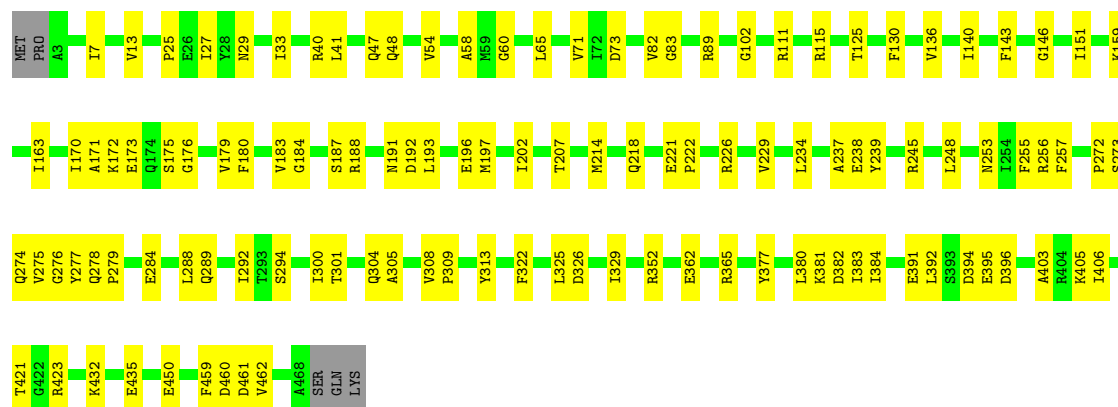 MET PRO A3 I7 V13 P25 E26 I27 Y28 N29 I33 R40 L41 Q47 Q48 V54 A58 M59 G60 L65 V71 I72 D73 V82 G83 R89 G102 R111 R115 T125 F130 V136 I140 F143 G146 I151 K159
I163 I170 A171 K172 E173 Q174 S175 G176 V179 F180 V183 G184 S187 R188 N191 D192 L193 E196 M197 I202 T207 M214 Q218 E221 P222 R226 V229 L234 A237 E238 Y239 R245 L248 N253 I254 F255 R256 F257 P272 S273
Q274 V275 G276 Y277 Q278 P279 E284 L288 Q289 I292 T293 S294 I300 T301 Q304 A305 V308 P309 Y313 F322 L325 D326 I329 R352 E362 R365 Y377 L380 K381 D382 I383 I384 E391 L392 S393 D394 E395 D396 A403 R404 K405 I406
T421 G422 R423 K432 E435 E450 F459 D460 D461 V462 A468 SER GLN LYS